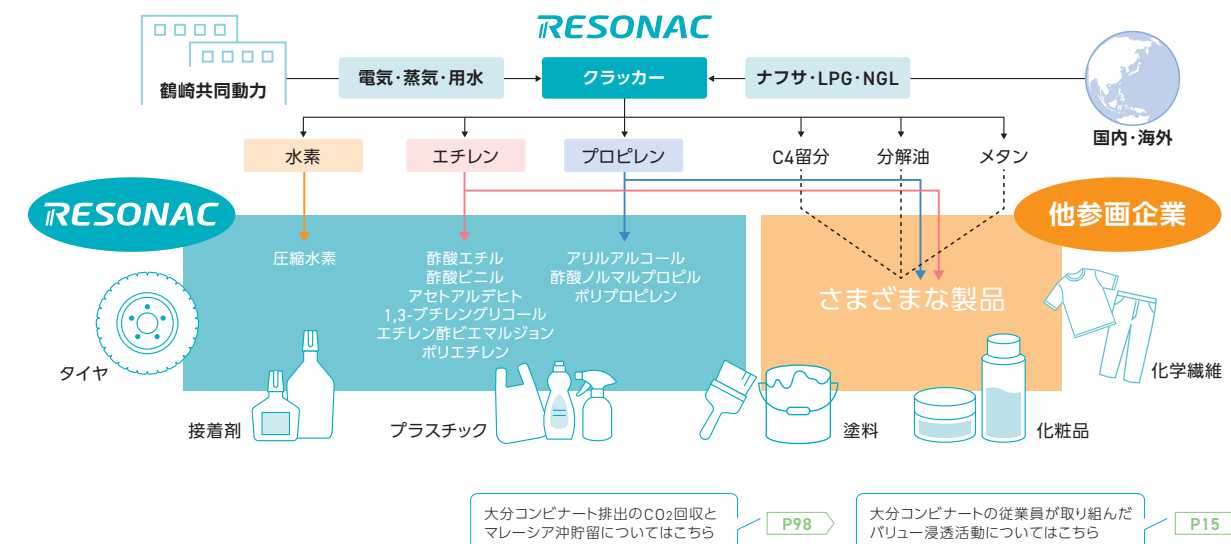 RESONAC
鶴崎共同動力
電気・蒸気・用水
クラッカー
ナフサ・LPG・NGL
国内・海外
水素
エチレン
プロピレン
C4留分
分解油
メタン
RESONAC
他参画企業
圧縮水素
酢酸エチル
酢酸ビニル
アセトアルデヒト
1,3-ブチレングリコール
エチレン酢ビエマルジョン
ポリエチレン
アリルアルコール
酢酸ノルマルプロピル
ポリプロピレン
さまざまな製品
タイヤ
接着剤
プラスチック
塗料
化粧品
化学繊維
大分コンビナート排出のCO2回収と
マレーシア沖貯留についてはこちら
P98
大分コンビナートの従業員が取り組んだ
バリュー浸透活動についてはこちら
P15